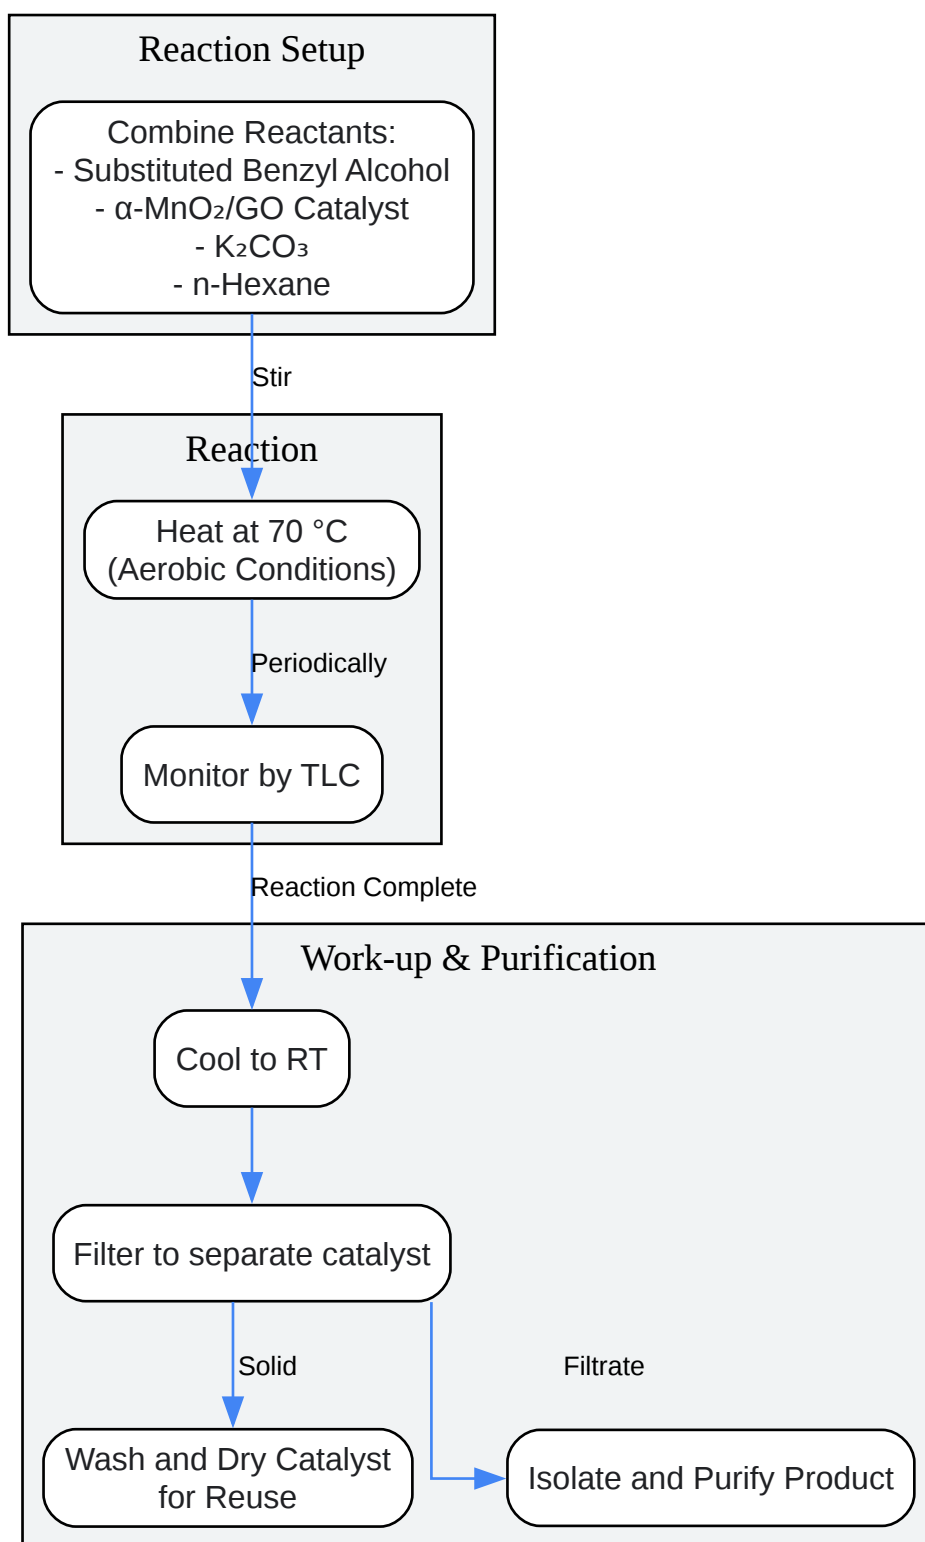 Reaction Setup
Combine Reactants:
- Substituted Benzyl Alcohol
- α-MnO₂/GO Catalyst
- K₂CO₃
- n-Hexane
Stir
Reaction
Heat at 70 °C
(Aerobic Conditions)
Periodically
Monitor by TLC
Reaction Complete
Work-up & Purification
Cool to RT
Filter to separate catalyst
Solid
Filtrate
Wash and Dry Catalyst
for Reuse
Isolate and Purify Product